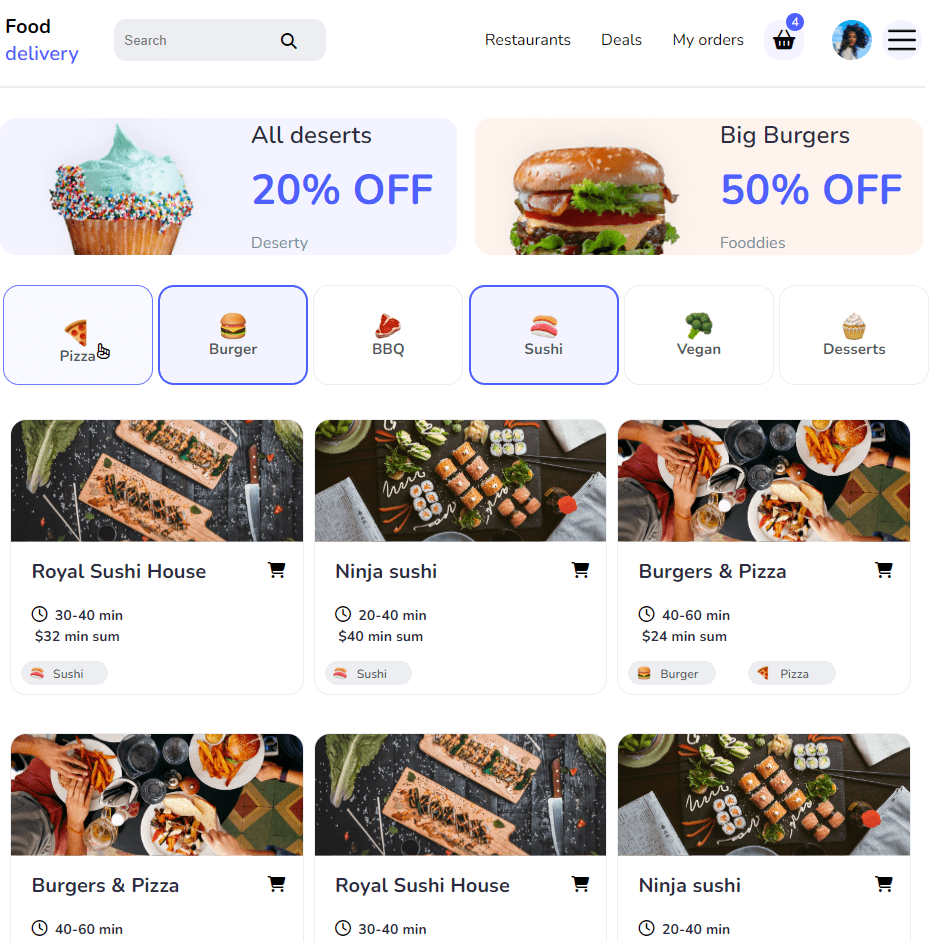 Food
delivery
Search
Restaurants
Deals
My orders
4
All deserts
20% OFF
Deserty
Big Burgers
50% OFF
Fooddies
Pizza
Burger
BBQ
Sushi
Vegan
Desserts
Royal Sushi House
30-40 min
$32 min sum
Sushi
Ninja sushi
20-40 min
$40 min sum
Sushi
Burgers & Pizza
40-60 min
$24 min sum
Burger
Pizza
Burgers & Pizza
40-60 min
Royal Sushi House
30-40 min
Ninja sushi
20-40 min